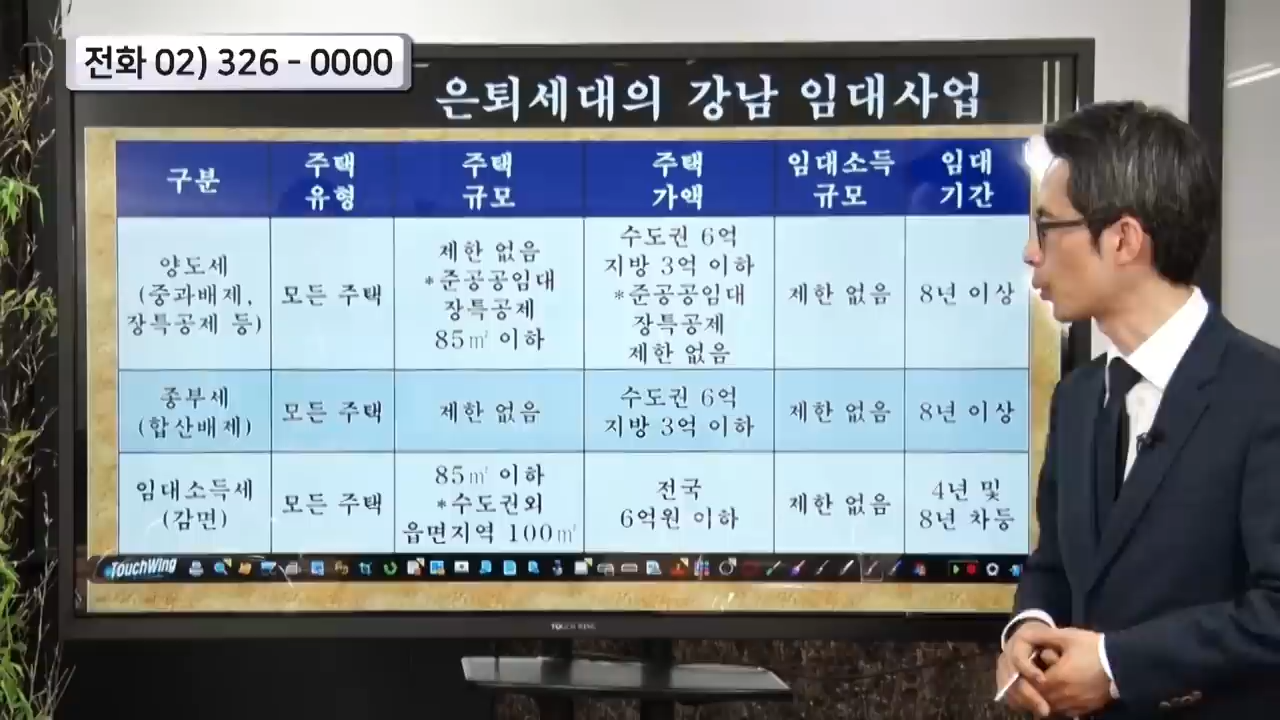 전화 02) 326 - 0000
은퇴세대의 강남 임대사업
구분
주택
유형
주택
규모
주택
가액
임대소득
규모
임대
기간
양도세
(중과배제,
장특공제 등)
모든 주택
제한 없음
*준공공임대
장특공제
85㎡ 이하
수도권 6억
지방 3억 이하
*준공공임대
장특공제
제한 없음
제한 없음
8년 이상
종부세
(합산배제)
모든 주택
제한 없음
수도권 6억
지방 3억 이하
제한 없음
8년 이상
임대소득세
(감면)
모든 주택
85㎡ 이하
*수도권외
읍면지역 100㎡
전국
6억원 이하
제한 없음
4년 및
8년 차등
TouchWing
TOUCH WING